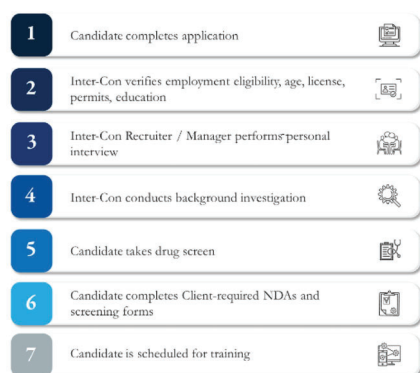 1
Candidate completes application
2
Inter-Con verifies employment eligibility, age, license,
permits, education
3
Inter-Con Recruiter / Manager performs personal
interview
4
Inter-Con conducts background investigation
5
Candidate takes drug screen
6
Candidate completes Client-required NDAs and
screening forms
7
Candidate is scheduled for training